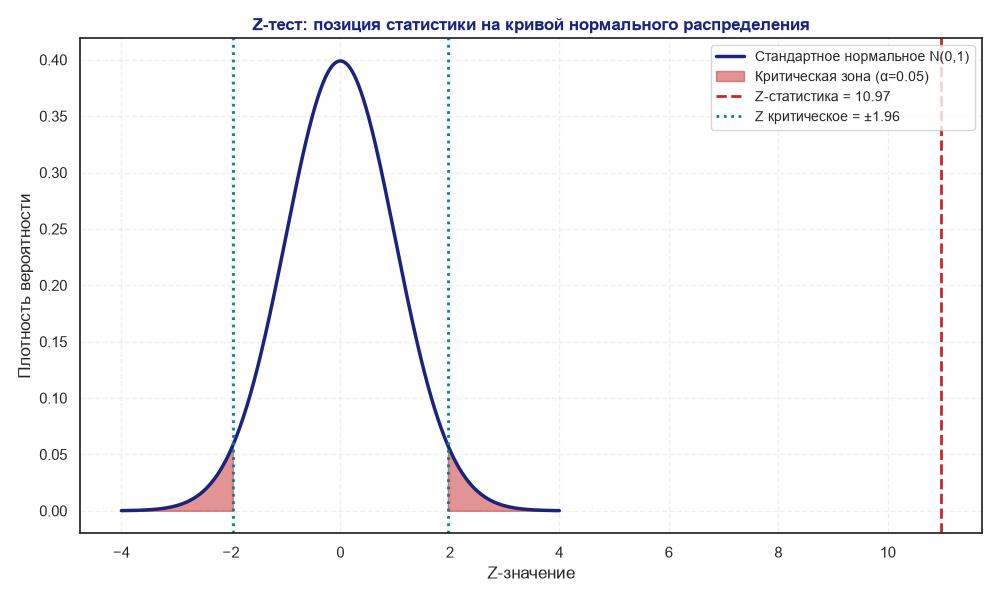 Z-тест: позиция статистики на кривой нормального распределения
Стандартное нормальное N(0,1)
Критическая зона (α=0.05)
Z-статистика = 10.97
Z критическое = ±1.96
Плотность вероятности
0.40
0.35
0.30
0.25
0.20
0.15
0.10
0.05
0.00
−4 −2 0 2 4 6 8 10
Z-значение